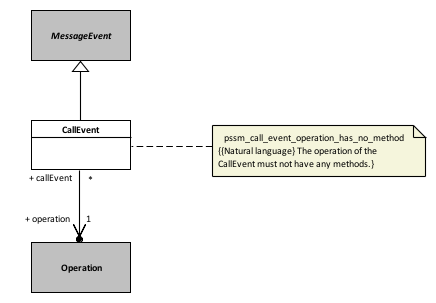 MessageEvent
CallEvent
pssm_call_event_operation_has_no_method
{{Natural language} The operation of the
CallEvent must not have any methods.}
+ callEvent *
+ operation 1
Operation